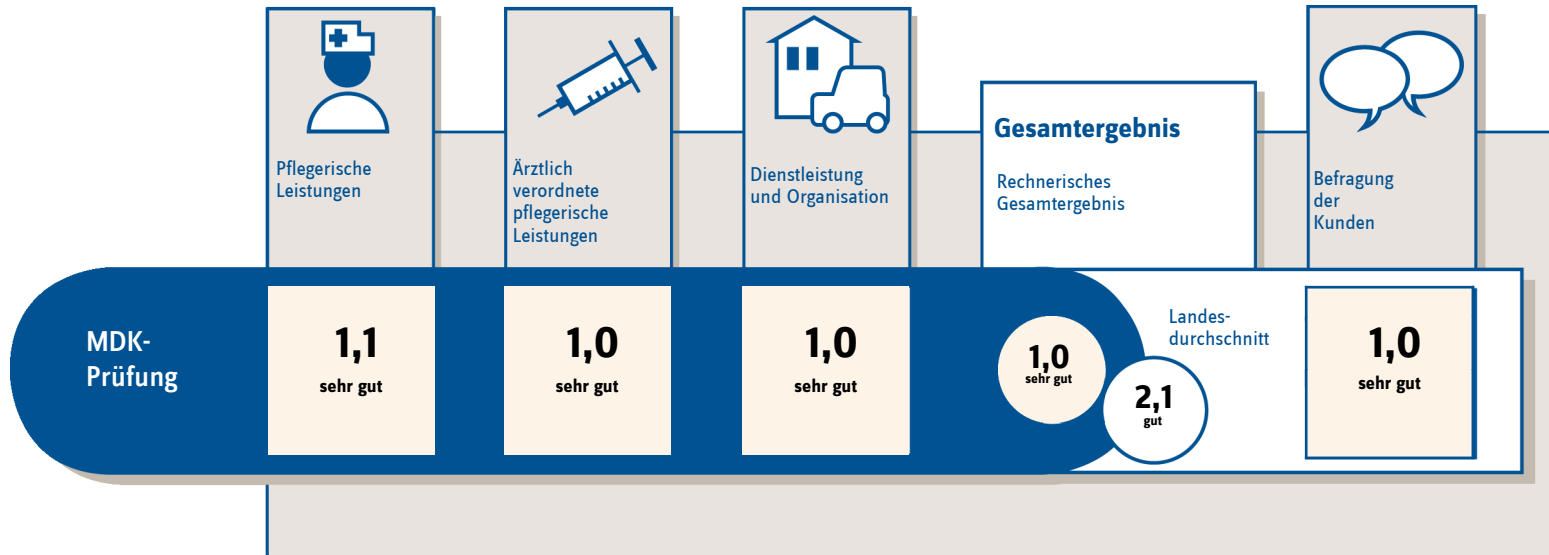 Pflegerische
Leistungen
Ärztlich
verordnete
pflegerische
Leistungen
Dienstleistung
und Organisation
Gesamtergebnis
Rechnerisches
Gesamtergebnis
Befragung
der
Kunden
MDK-
Prüfung
1,1
sehr gut
1,0
sehr gut
1,0
sehr gut
1,0
sehr gut
Landes-
durchschnitt
2,1
gut
1,0
sehr gut